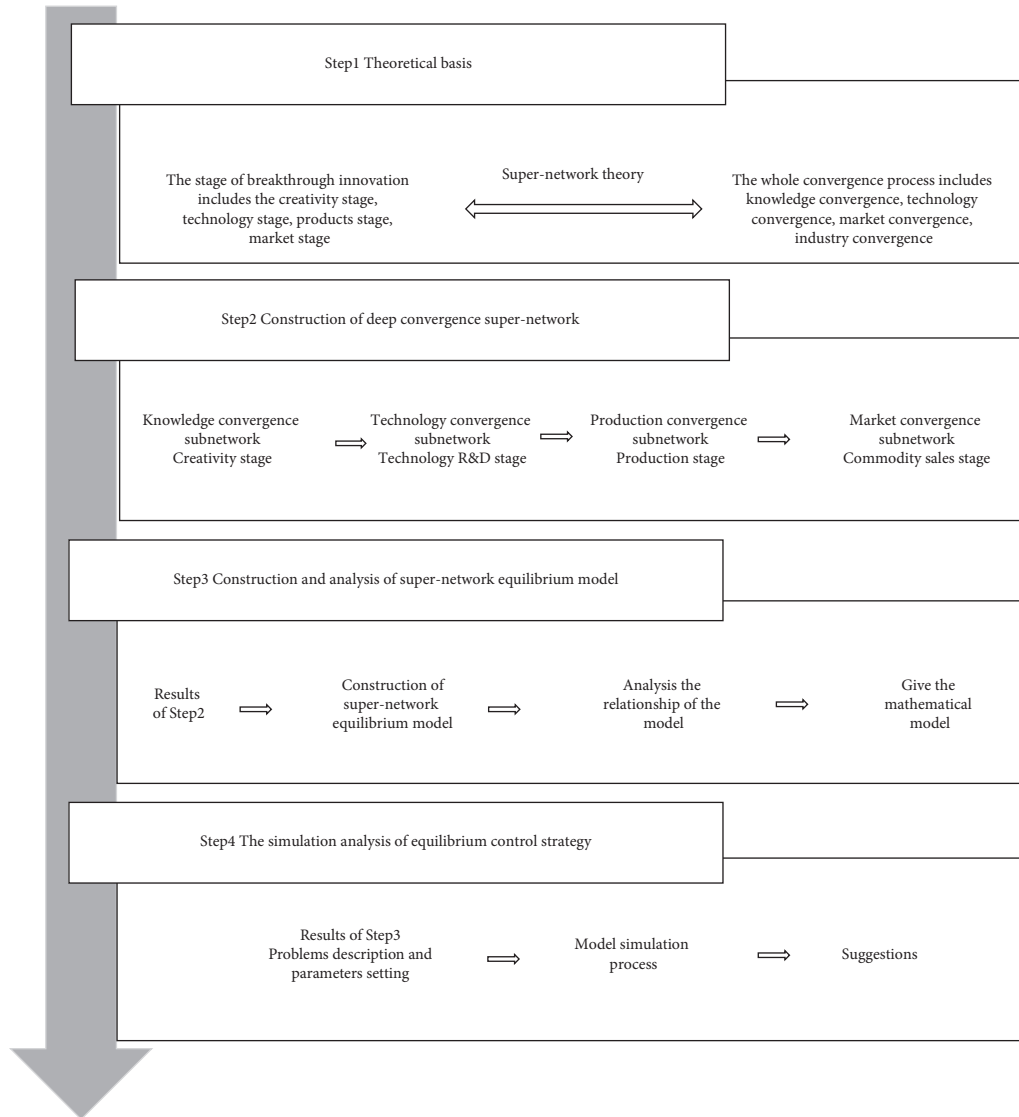 Step1 Theoretical basis
The stage of breakthrough innovation
includes the creativity stage,
technology stage, products stage,
market stage
Super-network theory
The whole convergence process includes
knowledge convergence, technology
convergence, market convergence,
industry convergence
Step2 Construction of deep convergence super-network
Knowledge convergence
subnetwork
Creativity stage
Technology convergence
subnetwork
Technology R&D stage
Production convergence
subnetwork
Production stage
Market convergence
subnetwork
Commodity sales stage
Step3 Construction and analysis of super-network equilibrium model
Results
of Step2
Construction of
super-network
equilibrium model
Analysis the
relationship of the
model
Give the
mathematical
model
Step4 The simulation analysis of equilibrium control strategy
Results of Step3
Problems description and
parameters setting
Model simulation
process
Suggestions